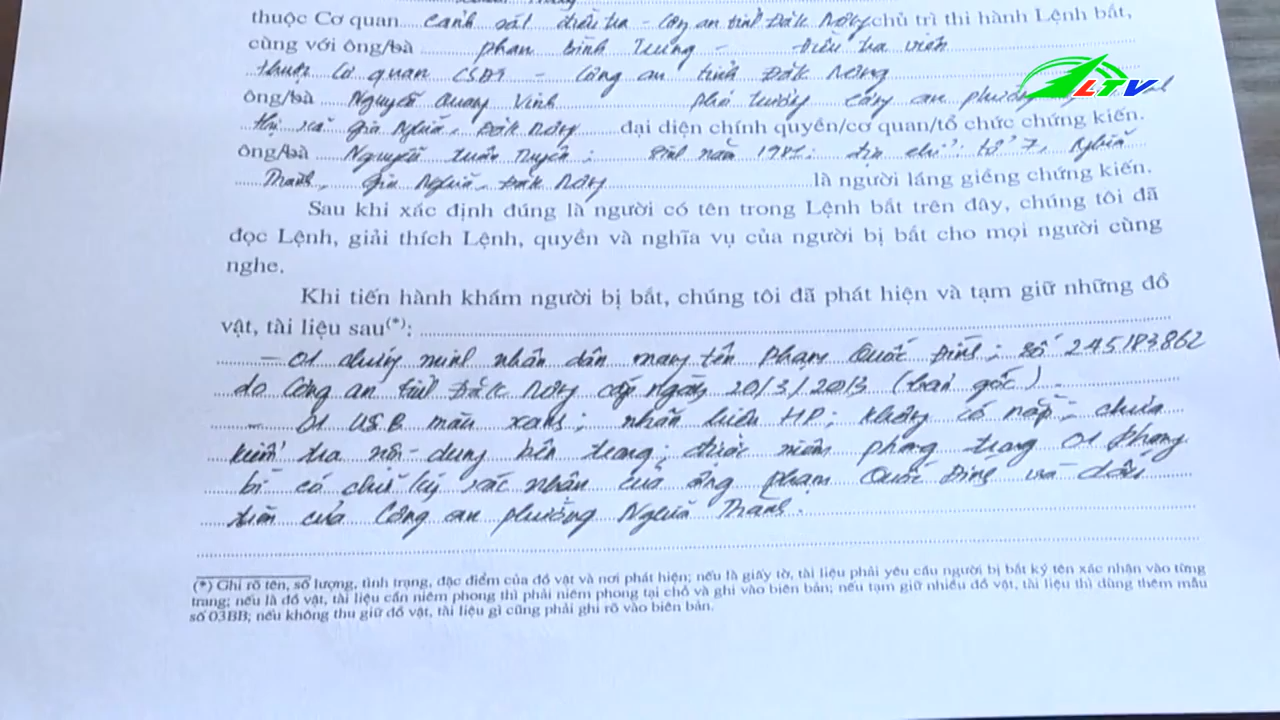 thuộc Cơ quan Cảnh sát điều tra - Công an tỉnh Đắk Nông chủ trì thi hành Lệnh bắt,
cùng với ông/bà Phan Đình Trưng - Điều tra viên
thuộc Cơ quan CSĐT - Công an tỉnh Đắk Nông
ông/bà Nguyễn Quang Vinh phó trưởng công an phường
thị xã Gia Nghĩa, Đắk Nông đại diện chính quyền/cơ quan/tổ chức chứng kiến.
ông/bà Nguyễn Tuấn ; Sinh năm ; địa chỉ: tổ 7, Nghĩa
Thành, Gia Nghĩa, Đắk Nông là người láng giềng chứng kiến.
Sau khi xác định đúng là người có tên trong Lệnh bắt trên đây, chúng tôi đã
đọc Lệnh, giải thích Lệnh, quyền và nghĩa vụ của người bị bắt cho mọi người cùng
nghe.
Khi tiến hành khám người bị bắt, chúng tôi đã phát hiện và tạm giữ những đồ
vật, tài liệu sau(*):
- 01 chứng minh nhân dân mang tên Phạm Quốc Đình; số 245183862
do Công an tỉnh Đắk Nông cấp ngày 20/3/2013 (bản gốc).
- 01 USB màu xanh; nhãn hiệu HP; không có nắp; chưa
kiểm tra nội dung bên trong; được niêm phong trong 01 phong
bì có chữ ký xác nhận của ông Phạm Quốc Đình và dấu
tròn của Công an phường Nghĩa Thành.
(*) Ghi rõ tên, số lượng, tình trạng, đặc điểm của đồ vật và nơi phát hiện; nếu là giấy tờ, tài liệu phải yêu cầu người bị bắt ký tên xác nhận vào từng
trang; nếu là đồ vật, tài liệu cần niêm phong thì phải niêm phong tại chỗ và ghi vào biên bản; nếu tạm giữ nhiều đồ vật, tài liệu thì dùng thêm mẫu
số 03BB; nếu không thu giữ đồ vật, tài liệu gì cũng phải ghi rõ vào biên bản.
LTV